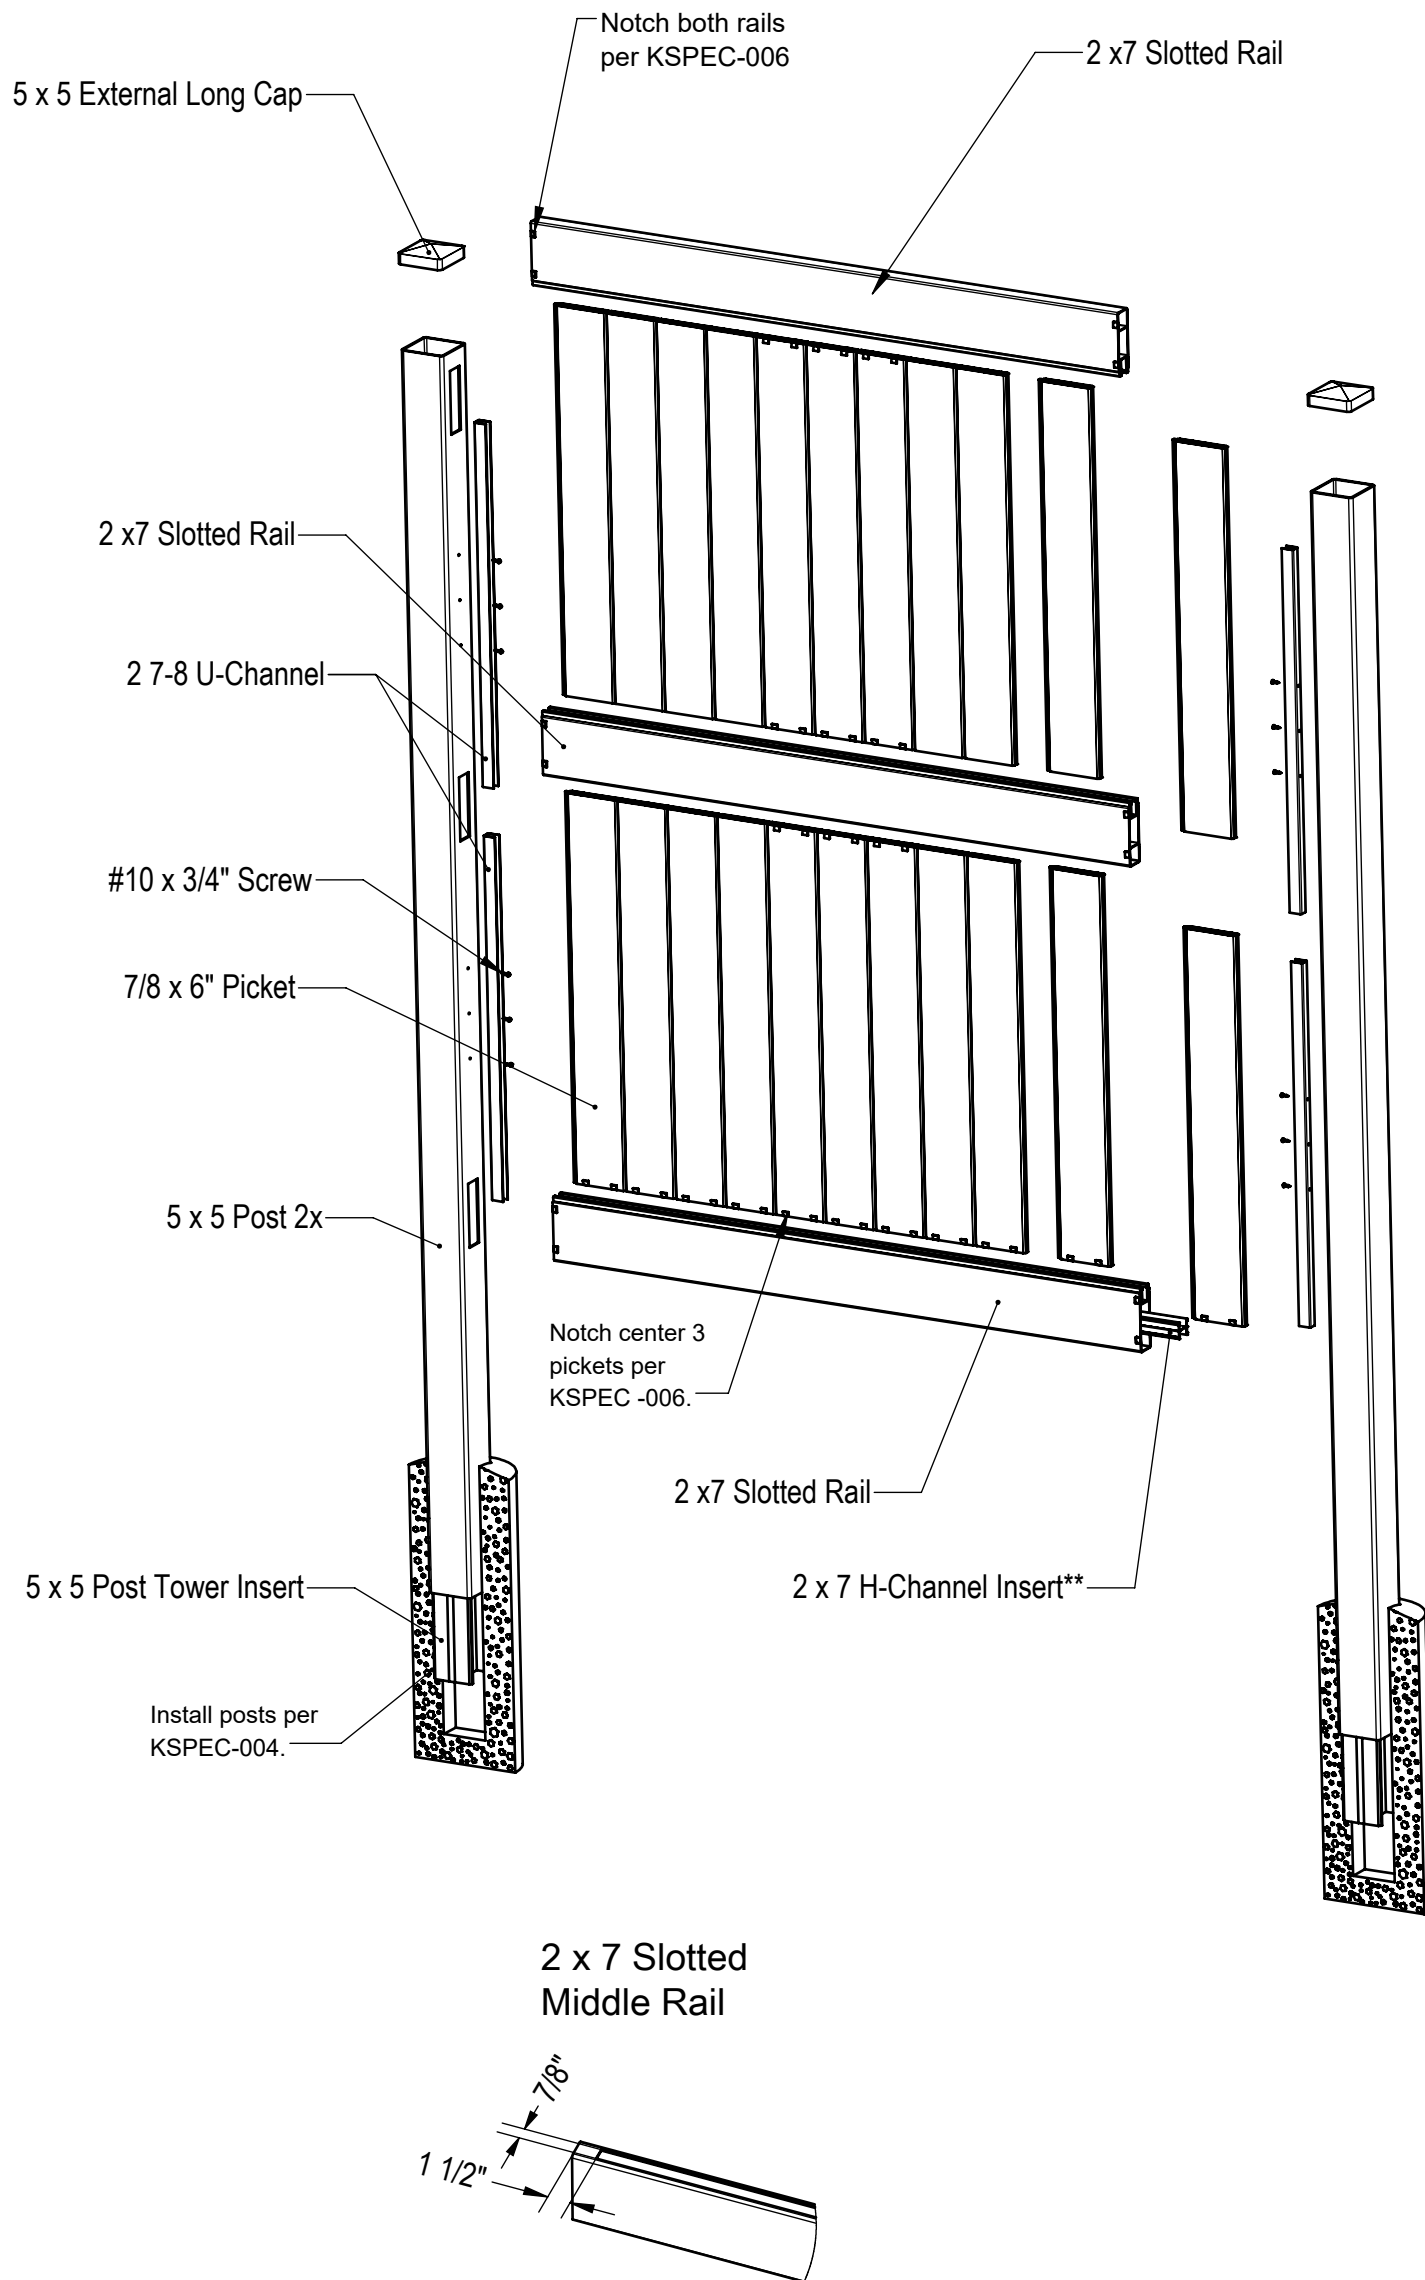 Notch both rails
per KSPEC-006
2 x7 Slotted Rail
5 x 5 External Long Cap
2 x7 Slotted Rail
2 7-8 U-Channel
#10 x 3/4" Screw
7/8 x 6" Picket
5 x 5 Post 2x
Notch center 3
pickets per
KSPEC -006.
2 x7 Slotted Rail
5 x 5 Post Tower Insert
2 x 7 H-Channel Insert**
Install posts per
KSPEC-004.
2 x 7 Slotted
Middle Rail
7/8"
1 1/2"